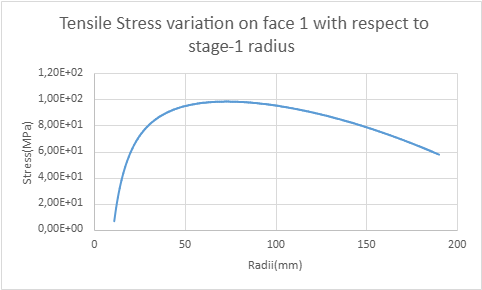 Tensile Stress variation on face 1 with respect to
stage-1 radius
1,20E+02
1,00E+02
8,00E+01
6,00E+01
4,00E+01
2,00E+01
0,00E+00
Stress(MPa)
0 50 100 150 200
Radii(mm)